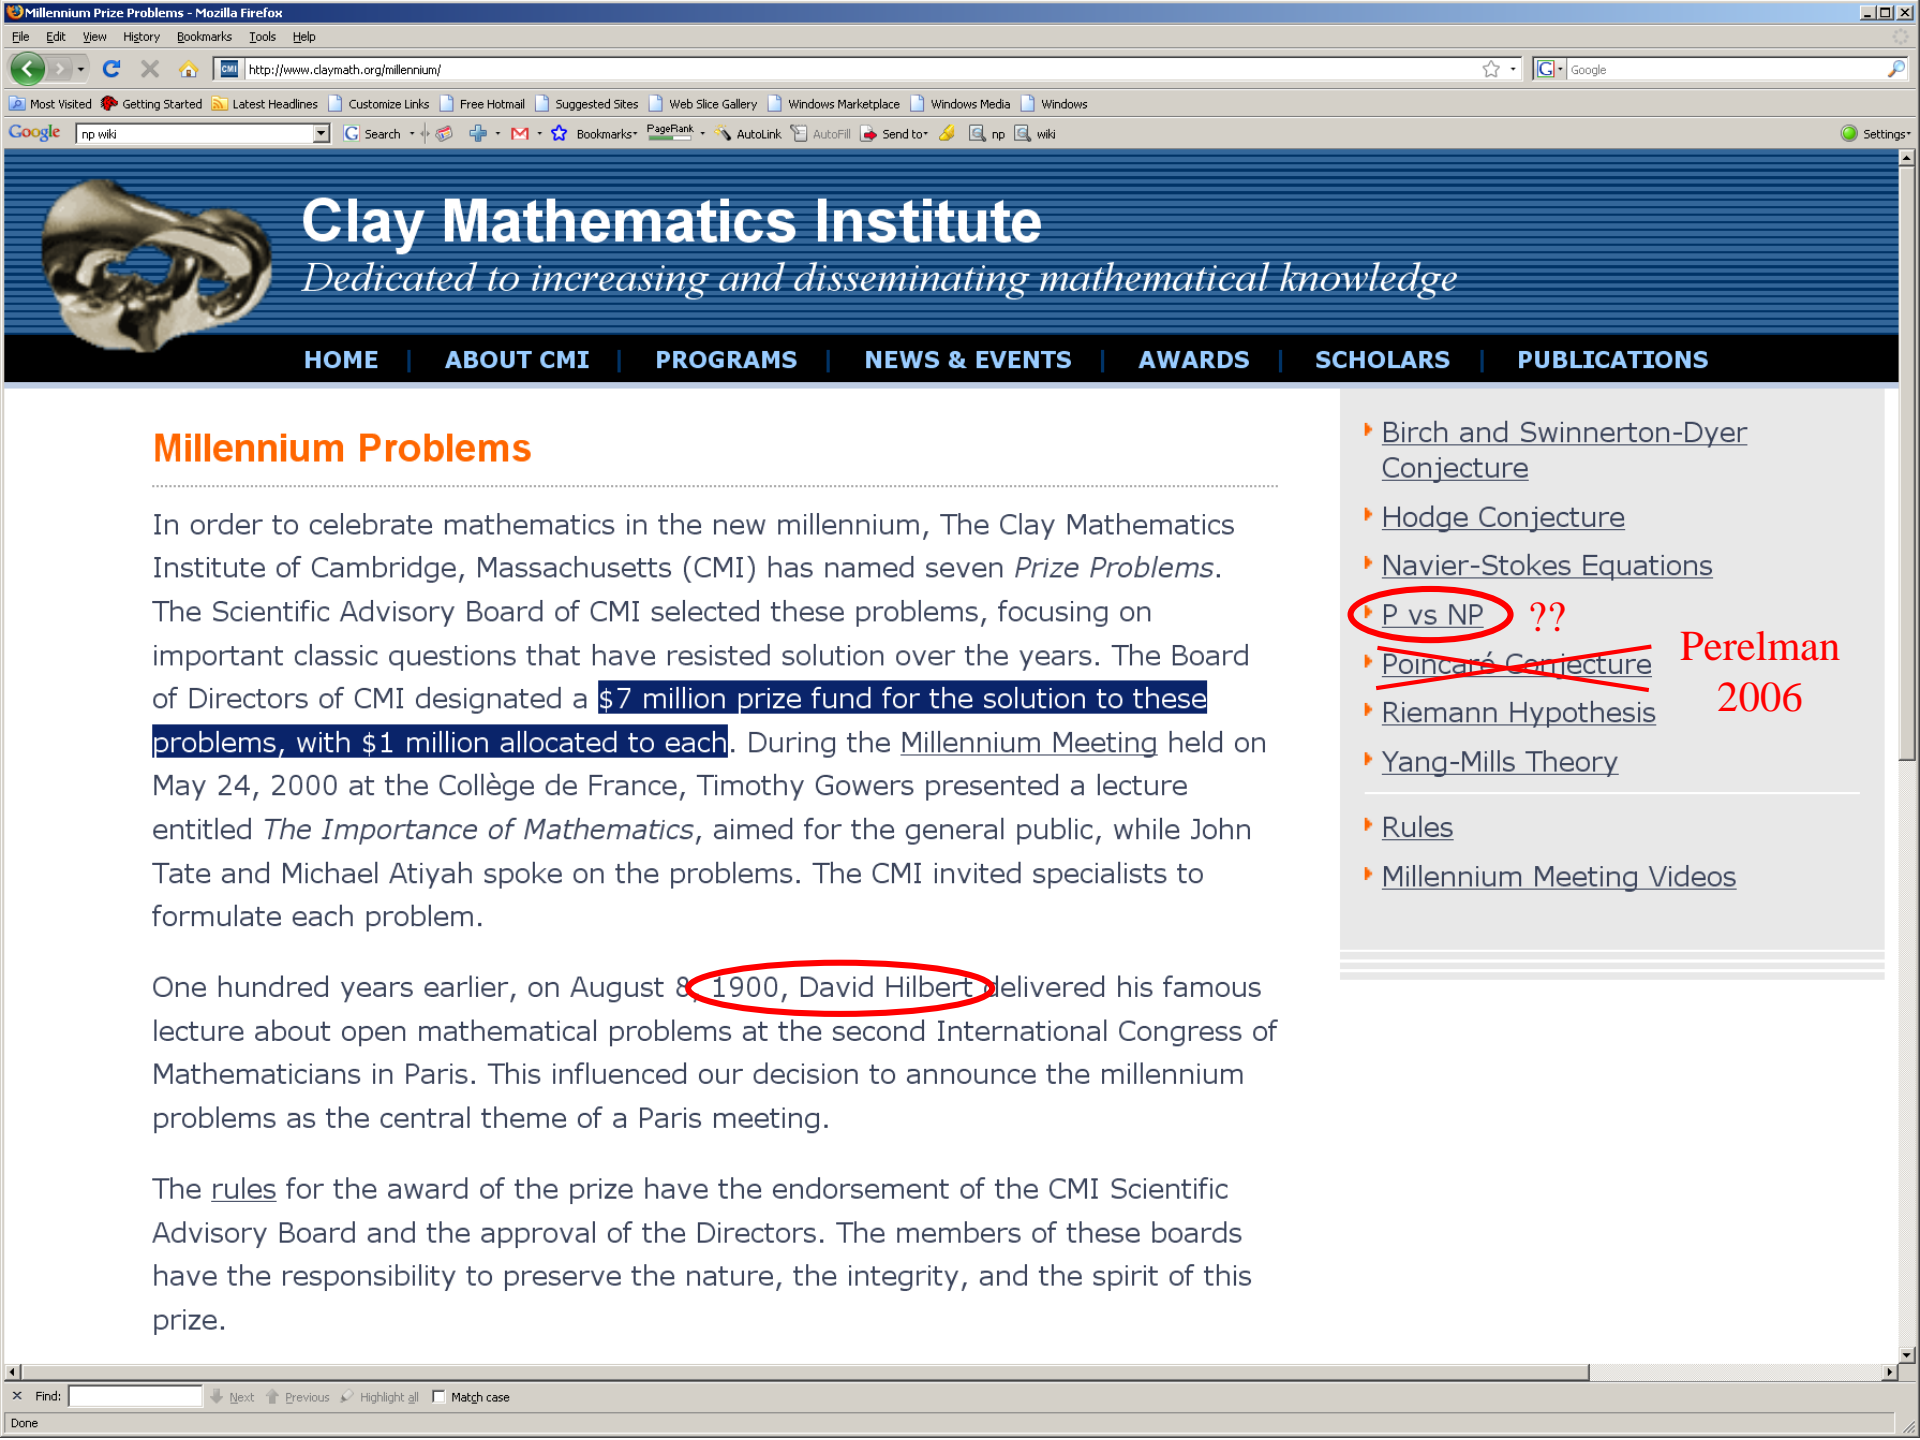 Millennium Prize Problems - Mozilla Firefox
File Edit View History Bookmarks Tools Help
CMI http://www.claymath.org/millennium/ G Google
Most Visited Getting Started Latest Headlines Customize Links Free Hotmail Suggested Sites Web Slice Gallery Windows Marketplace Windows Media Windows
Google np wiki G Search Bookmarks PageRank AutoLink AutoFill Send to np wiki Settings
Clay Mathematics Institute
Dedicated to increasing and disseminating mathematical knowledge
HOME | ABOUT CMI | PROGRAMS | NEWS & EVENTS | AWARDS | SCHOLARS | PUBLICATIONS
Millennium Problems
In order to celebrate mathematics in the new millennium, The Clay Mathematics
Institute of Cambridge, Massachusetts (CMI) has named seven Prize Problems.
The Scientific Advisory Board of CMI selected these problems, focusing on
important classic questions that have resisted solution over the years. The Board
of Directors of CMI designated a $7 million prize fund for the solution to these
problems, with $1 million allocated to each. During the Millennium Meeting held on
May 24, 2000 at the Collège de France, Timothy Gowers presented a lecture
entitled The Importance of Mathematics, aimed for the general public, while John
Tate and Michael Atiyah spoke on the problems. The CMI invited specialists to
formulate each problem.
One hundred years earlier, on August 8, 1900, David Hilbert delivered his famous
lecture about open mathematical problems at the second International Congress of
Mathematicians in Paris. This influenced our decision to announce the millennium
problems as the central theme of a Paris meeting.
The rules for the award of the prize have the endorsement of the CMI Scientific
Advisory Board and the approval of the Directors. The members of these boards
have the responsibility to preserve the nature, the integrity, and the spirit of this
prize.
Birch and Swinnerton-Dyer
Conjecture
Hodge Conjecture
Navier-Stokes Equations
P vs NP ??
Poincaré Conjecture
Perelman
2006
Riemann Hypothesis
Yang-Mills Theory
Rules
Millennium Meeting Videos
Find: Next Previous Highlight all Match case
Done